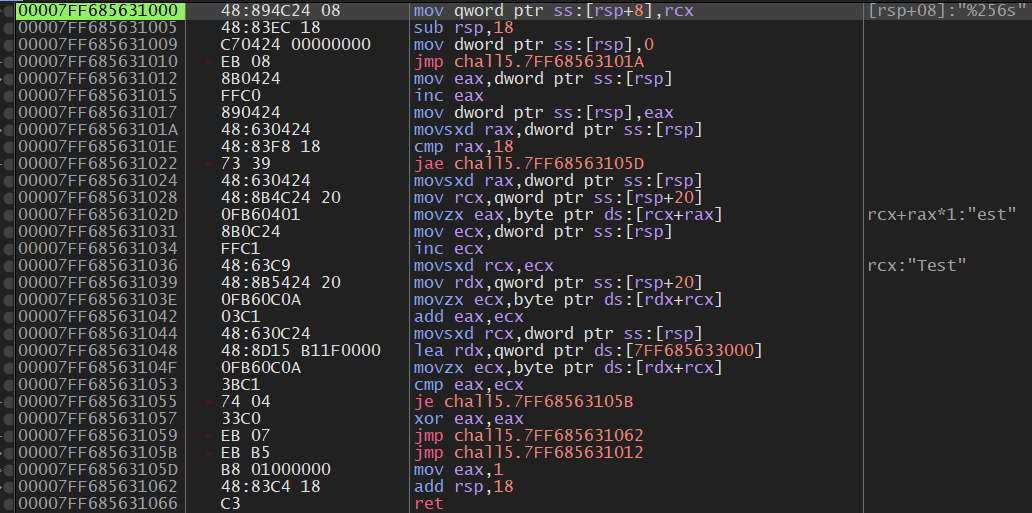 00007FF685631000 48:894C24 08 mov qword ptr ss:[rsp+8],rcx [rsp+08]:"%256s"
00007FF685631005 48:83EC 18 sub rsp,18
00007FF685631009 C70424 00000000 mov dword ptr ss:[rsp],0
00007FF685631010 EB 08 jmp chall5.7FF68563101A
00007FF685631012 8B0424 mov eax,dword ptr ss:[rsp]
00007FF685631015 FFC0 inc eax
00007FF685631017 890424 mov dword ptr ss:[rsp],eax
00007FF68563101A 48:630424 movsxd rax,dword ptr ss:[rsp]
00007FF68563101E 48:83F8 18 cmp rax,18
00007FF685631022 73 39 jae chall5.7FF68563105D
00007FF685631024 48:630424 movsxd rax,dword ptr ss:[rsp]
00007FF685631028 48:8B4C24 20 mov rcx,qword ptr ss:[rsp+20]
00007FF68563102D 0FB60401 movzx eax,byte ptr ds:[rcx+rax] rcx+rax*1:"est"
00007FF685631031 8B0C24 mov ecx,dword ptr ss:[rsp]
00007FF685631034 FFC1 inc ecx
00007FF685631036 48:63C9 movsxd rcx,ecx rcx:"Test"
00007FF685631039 48:8B5424 20 mov rdx,qword ptr ss:[rsp+20]
00007FF68563103E 0FB60C0A movzx ecx,byte ptr ds:[rdx+rcx]
00007FF685631042 03C1 add eax,ecx
00007FF685631044 48:630C24 movsxd rcx,dword ptr ss:[rsp]
00007FF685631048 48:8D15 B11F0000 lea rdx,qword ptr ds:[7FF685633000]
00007FF68563104F 0FB60C0A movzx ecx,byte ptr ds:[rdx+rcx]
00007FF685631053 3BC1 cmp eax,ecx
00007FF685631055 74 04 je chall5.7FF68563105B
00007FF685631057 33C0 xor eax,eax
00007FF685631059 EB 07 jmp chall5.7FF685631062
00007FF68563105B EB B5 jmp chall5.7FF685631012
00007FF68563105D B8 01000000 mov eax,1
00007FF685631062 48:83C4 18 add rsp,18
00007FF685631066 C3 ret